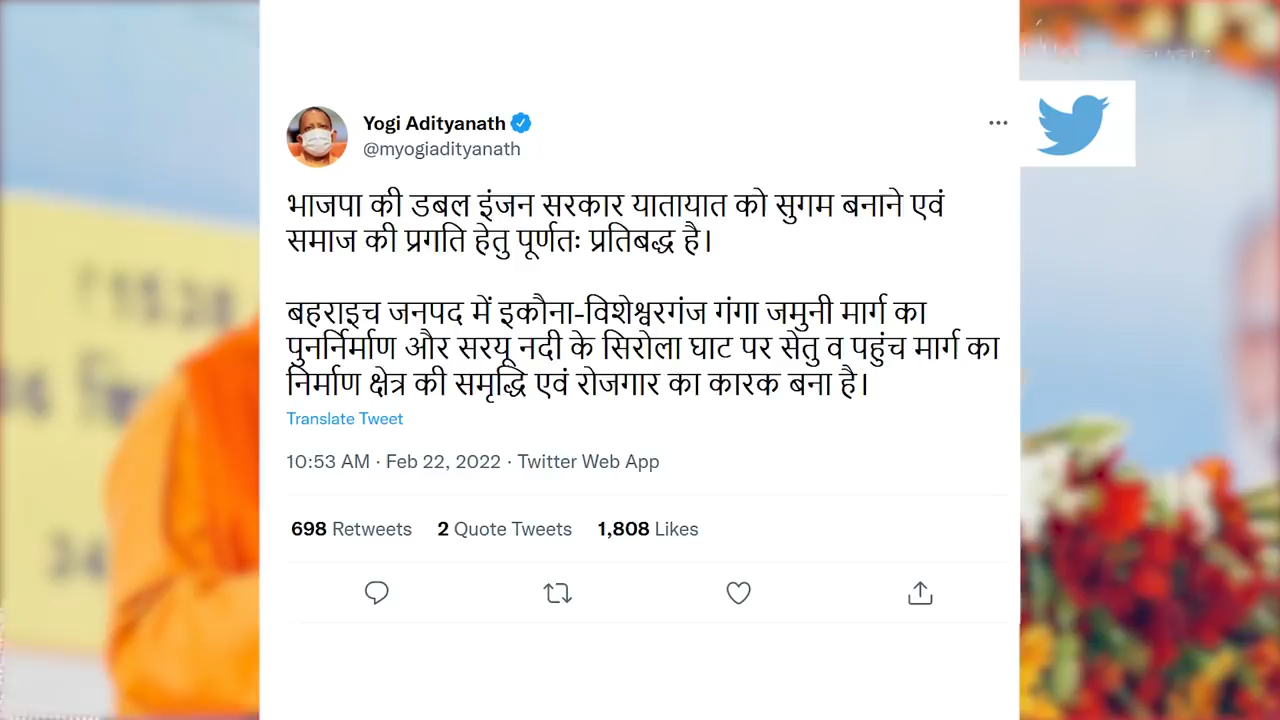 Yogi Adityanath
@myogiadityanath
भाजपा की डबल इंजन सरकार यातायात को सुगम बनाने एवं
समाज की प्रगति हेतु पूर्णतः प्रतिबद्ध है।
बहराइच जनपद में इकौना-विशेश्वरगंज गंगा जमुनी मार्ग का
पुनर्निर्माण और सरयू नदी के सिरोला घाट पर सेतु व पहुंच मार्ग का
निर्माण क्षेत्र की समृद्धि एवं रोजगार का कारक बना है।
Translate Tweet
10:53 AM · Feb 22, 2022 · Twitter Web App
698 Retweets 2 Quote Tweets 1,808 Likes